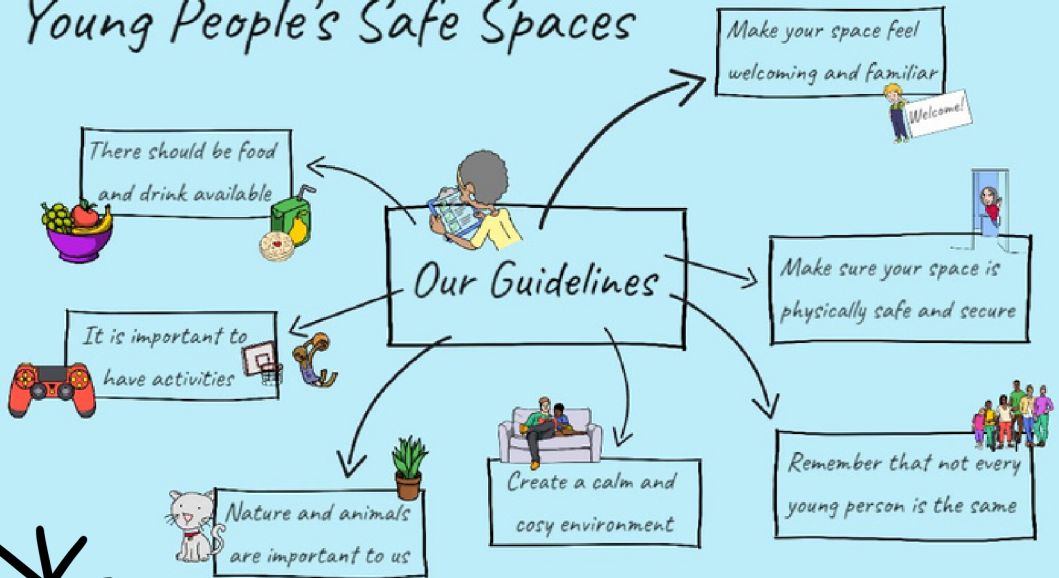 Young People's Safe Spaces
Make your space feel
welcoming and familiar
Welcome!
There should be food
and drink available
Our Guidelines
Make sure your space is
physically safe and secure
It is important to
have activities
Remember that not every
young person is the same
Create a calm and
cosy environment
Nature and animals
are important to us